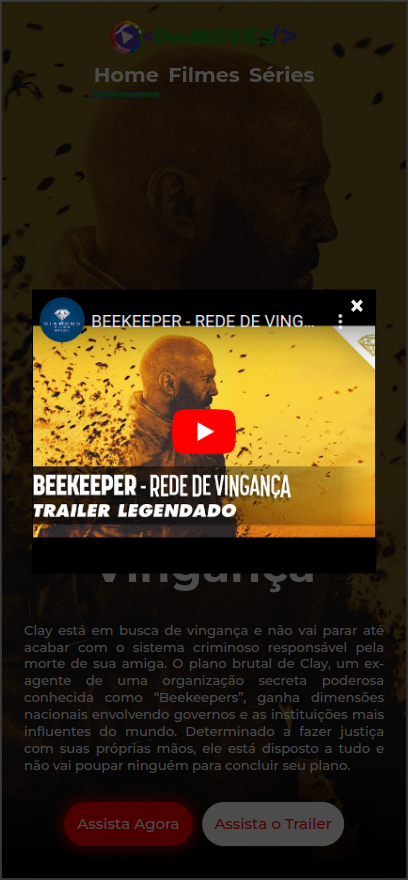 <DevMOVIES/>
Home Filmes Séries
BEEKEEPER - REDE DE VING...
BEEKEEPER - REDE DE VINGANÇA
TRAILER LEGENDADO
Vingança
Clay está em busca de vingança e não vai parar até
acabar com o sistema criminoso responsável pela
morte de sua amiga. O plano brutal de Clay, um ex-
agente de uma organização secreta poderosa
conhecida como “Beekeepers”, ganha dimensões
nacionais envolvendo governos e as instituições mais
influentes do mundo. Determinado a fazer justiça
com suas próprias mãos, ele está disposto a tudo e
não vai poupar ninguém para concluir seu plano.
Assista Agora Assista o Trailer